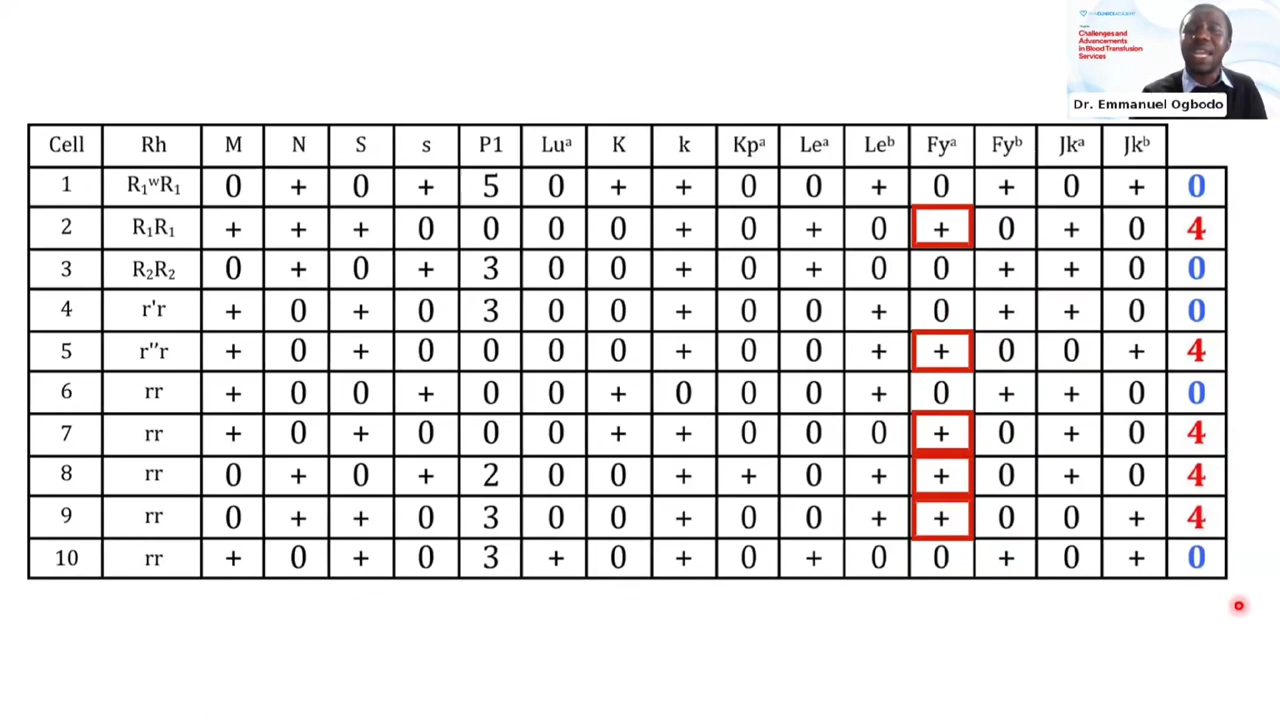 Challenges and
Advancements
in Blood Transfusion
Services
Dr. Emmanuel Ogbodo
Cell Rh M N S s P1 Luᵃ K k Kpᵃ Leᵃ Leᵇ Fyᵃ Fyᵇ Jkᵃ Jkᵇ
1 R₁ʷR₁ 0 + 0 + 5 0 + + 0 0 + 0 + 0 + 0
2 R₁R₁ + + + 0 0 0 0 + 0 + 0 + 0 + 0 4
3 R₂R₂ 0 + 0 + 3 0 0 + 0 + 0 0 + + 0 0
4 r'r + 0 + 0 3 0 0 + 0 0 + 0 + + 0 0
5 r′′r + 0 + 0 0 0 0 + 0 0 + + 0 0 + 4
6 rr + 0 0 + 0 0 + 0 0 0 + 0 + + 0 0
7 rr + 0 + 0 0 0 + + 0 0 0 + 0 + 0 4
8 rr 0 + 0 + 2 0 0 + + 0 + + 0 + 0 4
9 rr 0 + + 0 3 0 0 + 0 0 + + 0 0 + 4
10 rr + 0 + 0 3 + 0 + 0 + 0 0 + 0 + 0